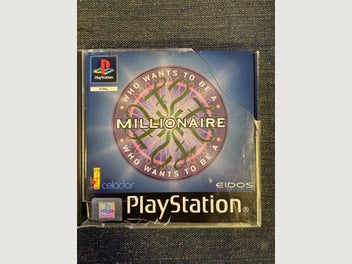 PlayStation
PAL
WHO WANTS TO BE A
MILLIONAIRE
WHO WANTS TO BE A
celador
EIDOS
PlayStation®